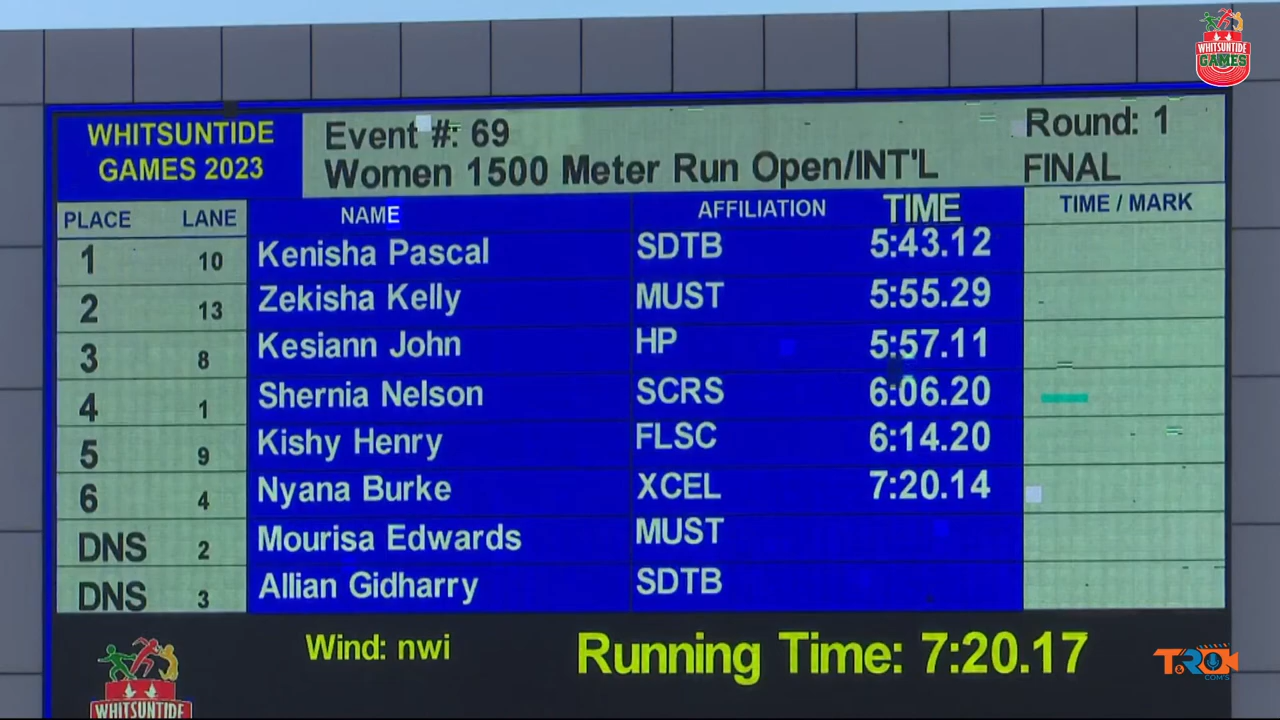 WHITSUNTIDE
GAMES
WHITSUNTIDE
GAMES 2023
Event #: 69
Women 1500 Meter Run Open/INT'L
Round: 1
FINAL
PLACE LANE NAME AFFILIATION TIME TIME / MARK
1 10 Kenisha Pascal SDTB 5:43.12
2 13 Zekisha Kelly MUST 5:55.29
3 8 Kesiann John HP 5:57.11
4 1 Shernia Nelson SCRS 6:06.20
5 9 Kishy Henry FLSC 6:14.20
6 4 Nyana Burke XCEL 7:20.14
DNS 2 Mourisa Edwards MUST
DNS 3 Allian Gidharry SDTB
Wind: nwi
Running Time: 7:20.17
WHITSUNTIDE
T&RO
COM'S